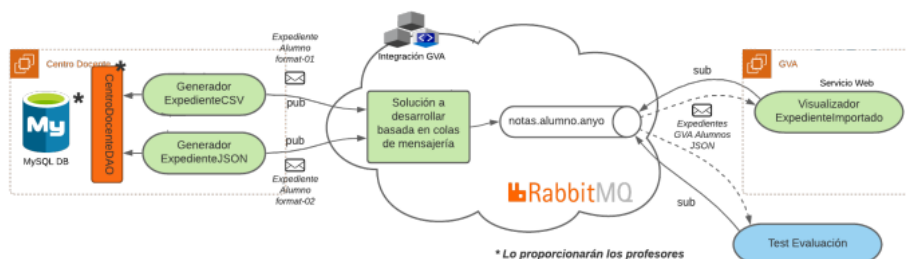 Centro Docente
*
*
My
MySQL DB
CentroDocenteDAO
Generador
ExpedienteCSV
Generador
ExpedienteJSON
Expediente
Alumno
format-01
pub
pub
Expediente
Alumno
format-02
Integración GVA
Solución a
desarrollar
basada en colas
de mensajería
notas.alumno.anyo
RabbitMQ
sub
Expedientes
GVA Alumnos
JSON
sub
GVA
Servicio Web
Visualizador
ExpedienteImportado
Test Evaluación
* Lo proporcionarán los profesores